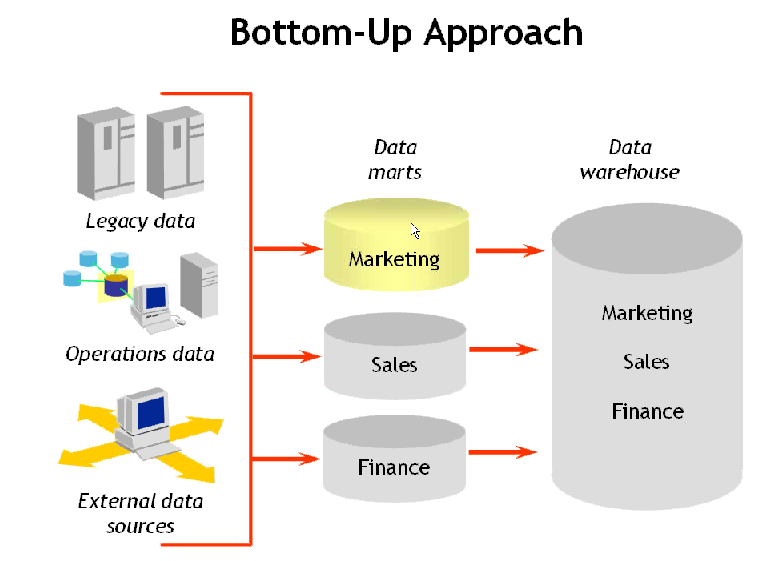 Bottom-Up Approach
Data
marts
Data
warehouse
Legacy data
Operations data
External data
sources
Marketing
Sales
Finance
Marketing
Sales
Finance